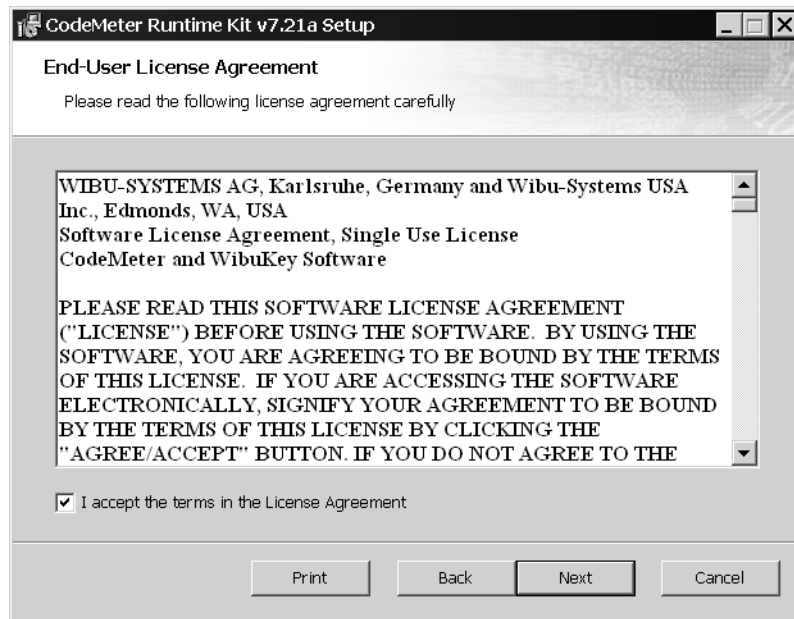 CodeMeter Runtime Kit v7.21a Setup
End-User License Agreement
Please read the following license agreement carefully
WIBU-SYSTEMS AG, Karlsruhe, Germany and Wibu-Systems USA
Inc., Edmonds, WA, USA
Software License Agreement, Single Use License
CodeMeter and WibuKey Software
PLEASE READ THIS SOFTWARE LICENSE AGREEMENT
("LICENSE") BEFORE USING THE SOFTWARE.  BY USING THE
SOFTWARE, YOU ARE AGREEING TO BE BOUND BY THE TERMS
OF THIS LICENSE.  IF YOU ARE ACCESSING THE SOFTWARE
ELECTRONICALLY, SIGNIFY YOUR AGREEMENT TO BE BOUND
BY THE TERMS OF THIS LICENSE BY CLICKING THE
"AGREE/ACCEPT" BUTTON. IF YOU DO NOT AGREE TO THE
I accept the terms in the License Agreement
Print Back Next Cancel